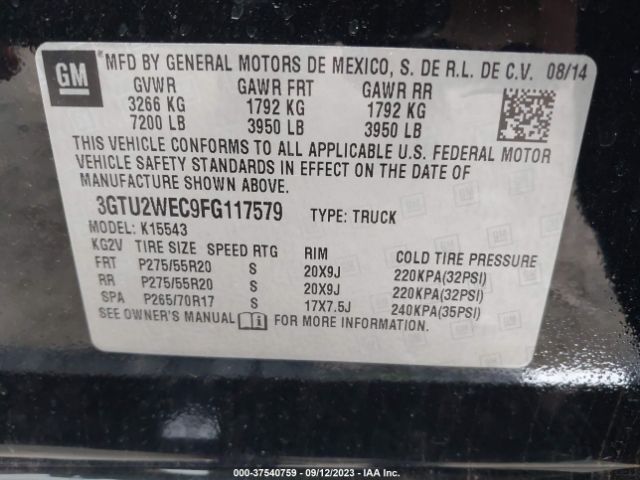 GM
*MFD BY GENERAL MOTORS DE MEXICO, S. DE R.L. DE C.V. 08/14
GVWR GAWR FRT GAWR RR
3266 KG 1792 KG 1792 KG
7200 LB 3950 LB 3950 LB
THIS VEHICLE CONFORMS TO ALL APPLICABLE U.S. FEDERAL MOTOR
VEHICLE SAFETY STANDARDS IN EFFECT ON THE DATE OF
*MANUFACTURE SHOWN ABOVE.
3GTU2WEC9FG117579 TYPE: TRUCK
MODEL: K15543
KG2V TIRE SIZE SPEED RTG RIM COLD TIRE PRESSURE
FRT P275/55R20 S 20X9J 220KPA(32PSI)
RR P275/55R20 S 20X9J 220KPA(32PSI)
SPA P265/70R17 S 17X7.5J 240KPA(35PSI)
SEE OWNER'S MANUAL FOR MORE INFORMATION.
000-37540759 - 09/12/2023 - IAA Inc.